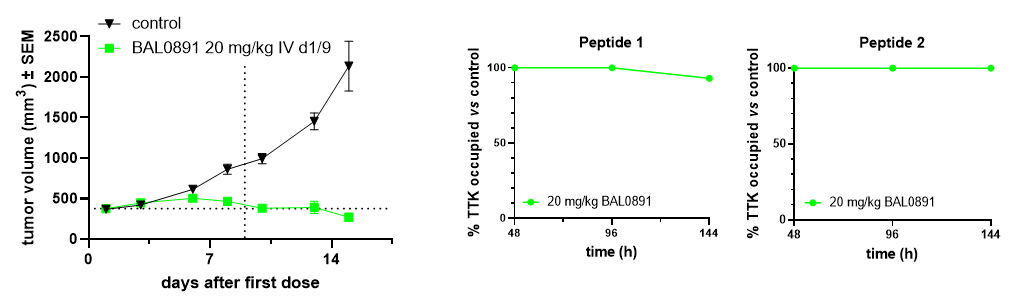 control
BAL0891 20 mg/kg IV d1/9
tumor volume (mm3) ± SEM
2500
2000
1500
1000
500
0
0
7
14
days after first dose
Peptide 1
% TTK occupied vs control
100
50
0
20 mg/kg BAL0891
48
96
144
time (h)
Peptide 2
% TTK occupied vs control
100
50
0
20 mg/kg BAL0891
48
96
144
time (h)